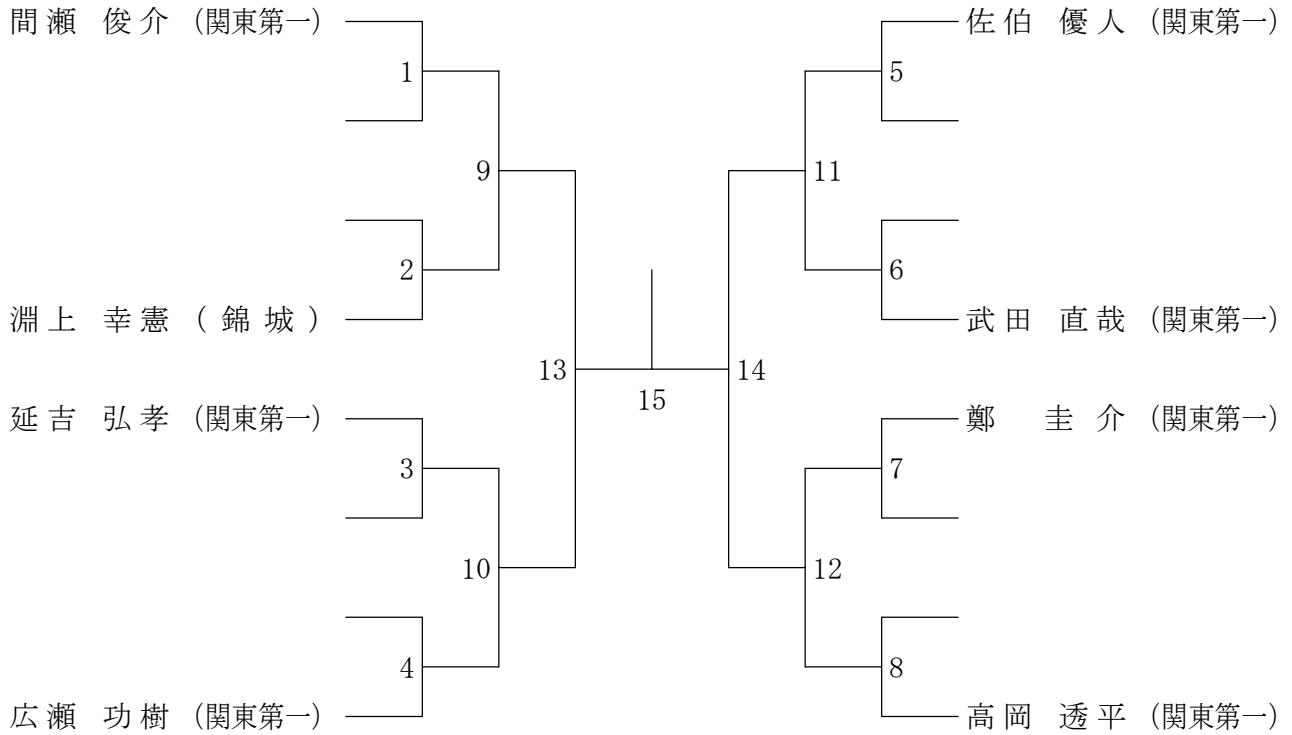 間瀬 俊介 (関東第一)
1
9
2
淵上 幸憲 (錦城)
13
延吉 弘孝 (関東第一)
3
10
4
広瀬 功樹 (関東第一)
15
佐伯 優人 (関東第一)
5
11
6
武田 直哉 (関東第一)
14
鄭 圭介 (関東第一)
7
12
8
高岡 透平 (関東第一)